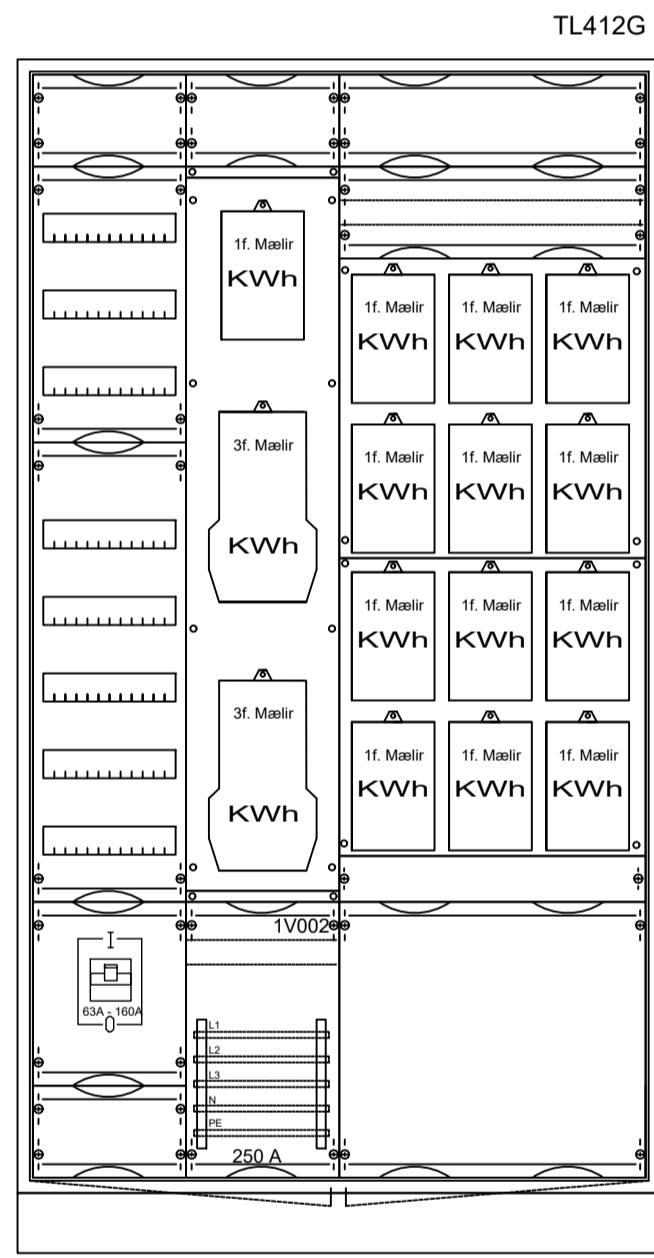 TL412G
1f. Mælir
KWh
3f. Mælir
KWh
3f. Mælir
KWh
1f. Mælir 1f. Mælir 1f. Mælir
KWh KWh KWh
1f. Mælir 1f. Mælir 1f. Mælir
KWh KWh KWh
1f. Mælir 1f. Mælir 1f. Mælir
KWh KWh KWh
1f. Mælir 1f. Mælir 1f. Mælir
KWh KWh KWh
I
63A - 160A
0
1V002
L1
L2
L3
N
PE
250 A